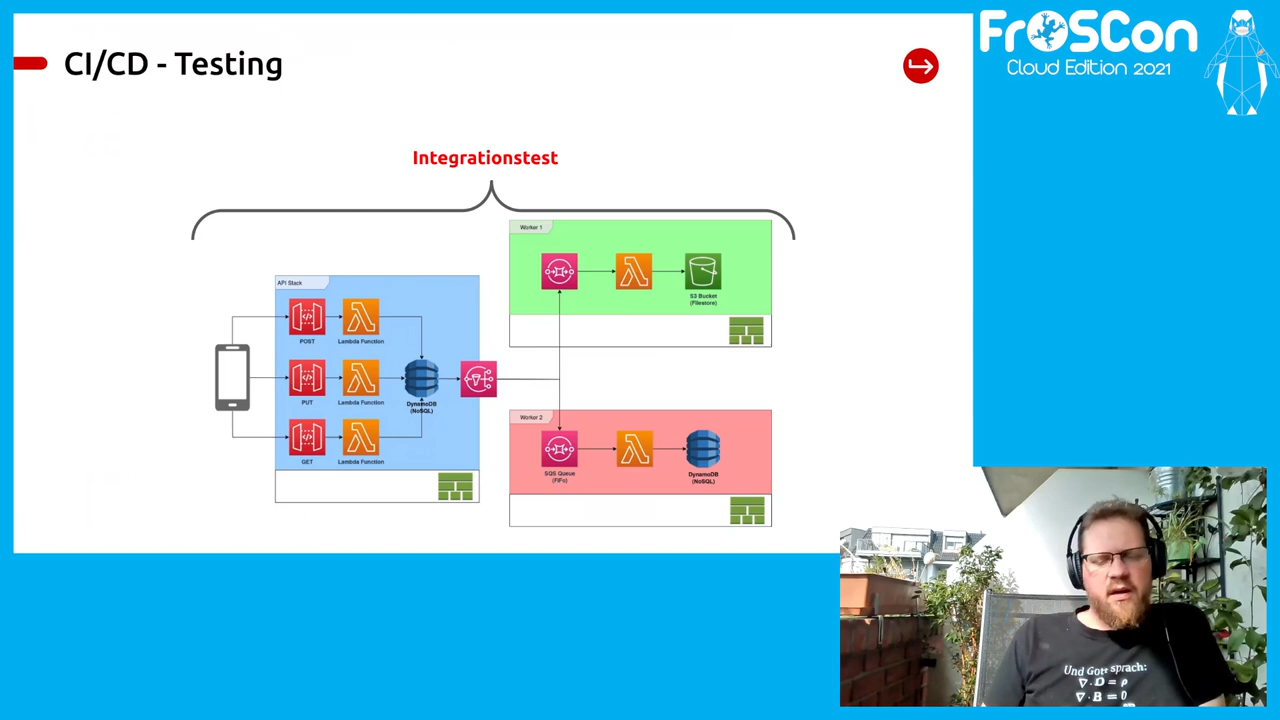 CI/CD - Testing
FrOSCon
Cloud Edition 2021
Integrationstest
Worker 1
S3 Bucket
(Filestore)
API Stack
POST
Lambda Function
PUT
Lambda Function
DynamoDB
(NoSQL)
GET
Lambda Function
Worker 2
SQS Queue
(FIFo)
DynamoDB
(NoSQL)
Und Gott sprach:
∇·D = ρ
∇·B = 0